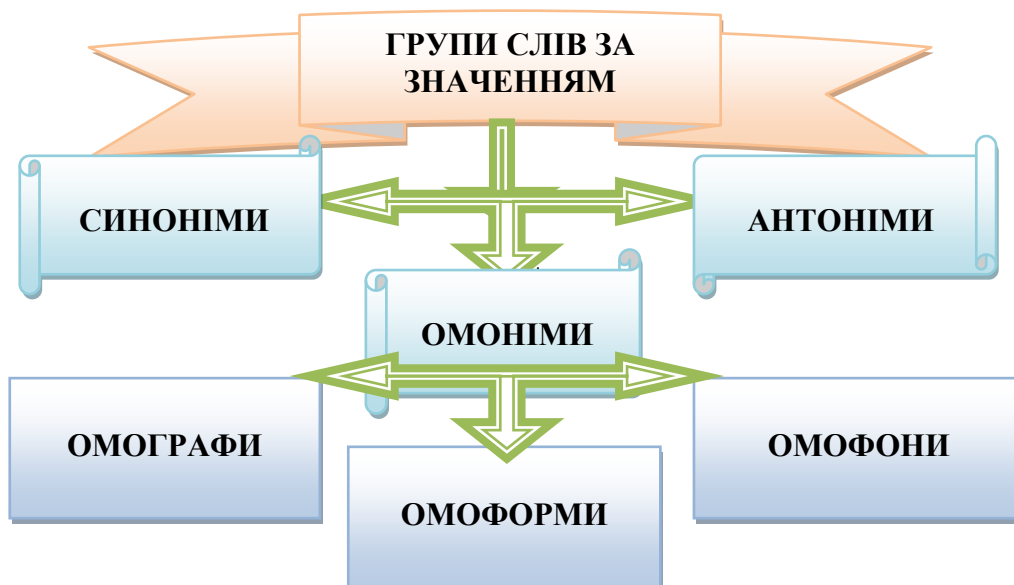 ГРУПИ СЛІВ ЗА
ЗНАЧЕННЯМ
СИНОНІМИ
АНТОНІМИ
ОМОНІМИ
ОМОГРАФИ
ОМОФОНИ
ОМОФОРМИ